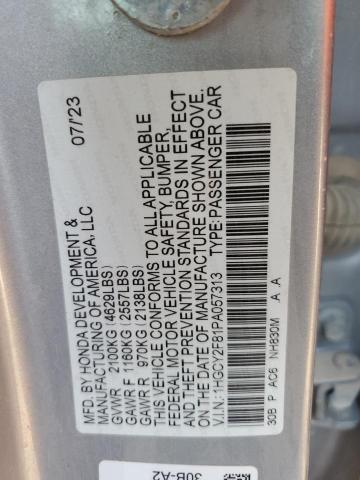 MFD. BY HONDA DEVELOPMENT & 07/'23
MANUFACTURING OF AMERICA, LLC
GVWR 2100KG (4629LBS)
GAWR F 1160KG (2557LBS)
GAWR R 970KG (2138LBS)
THIS VEHICLE CONFORMS TO ALL APPLICABLE
FEDERAL MOTOR VEHICLE SAFETY, BUMPER,
AND THEFT PREVENTION STANDARDS IN EFFECT
ON THE DATE OF MANUFACTURE SHOWN ABOVE.
V.I.N: 1HGCY2F81PA057313 TYPE: PASSENGER CAR
30B P AC6 NH830M A .A
30B-A2